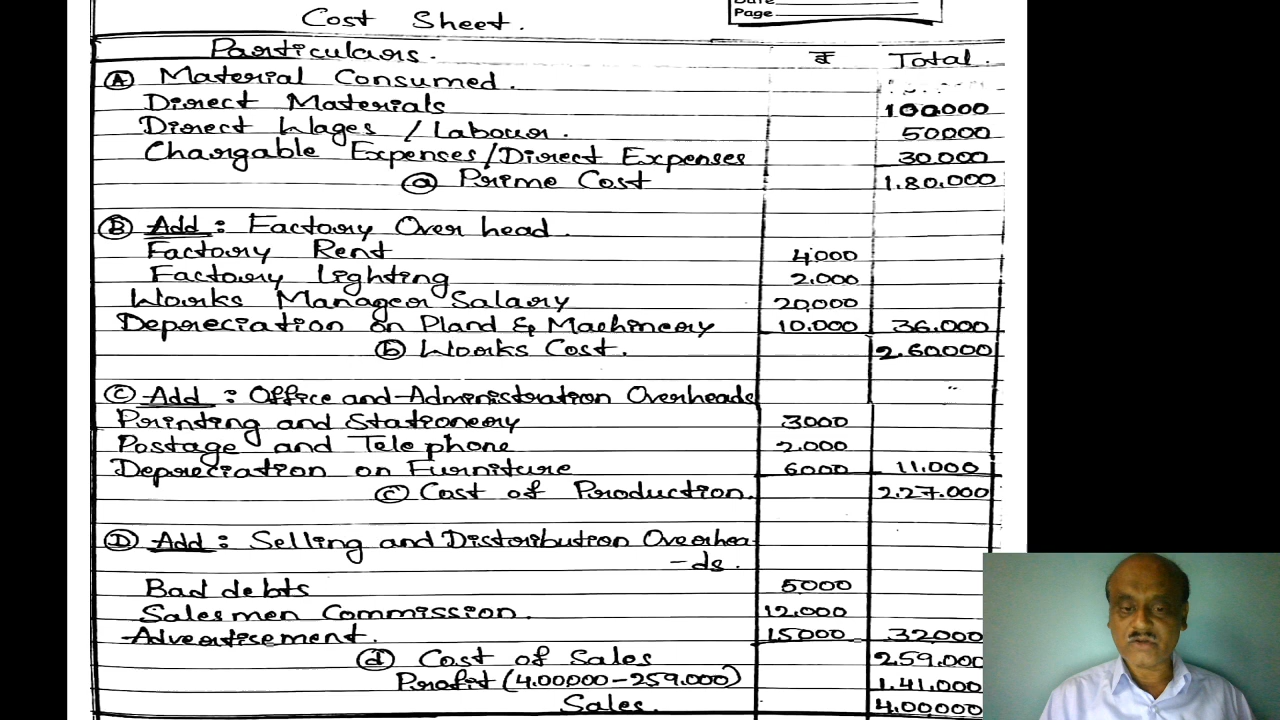 Date
Page
Cost Sheet.
Particulars. ₹ Total.
Ⓐ Material Consumed.
Direct Materials 100000
Direct Wages / Labour. 50000
Chargable Expenses/Direct Expenses 30.000
ⓐ Prime Cost 1.80.000
Ⓑ Add : Factory Over head.
Factory Rent 4000
Factory Lighting 2.000
Works Manager Salary 20,000
Depreciation on Pland & Machinery 10.000 36.000
ⓑ Works Cost. 2.60000
Ⓒ Add : Office and Administration Overheads
Printing and Stationery 3000
Postage and Telephone 2.000
Depreciation on Furniture 6000 11.000
ⓒ Cost of Production. 2.27.000
Ⓓ Add : Selling and Distribution Overhea
-ds.
Bad debts 5000
Salesmen Commission. 12.000
Advertisement. 15000 32000
ⓓ Cost of Sales 259.000
Profit (4.00000-259.000) 1.41.000
Sales. 4.00000